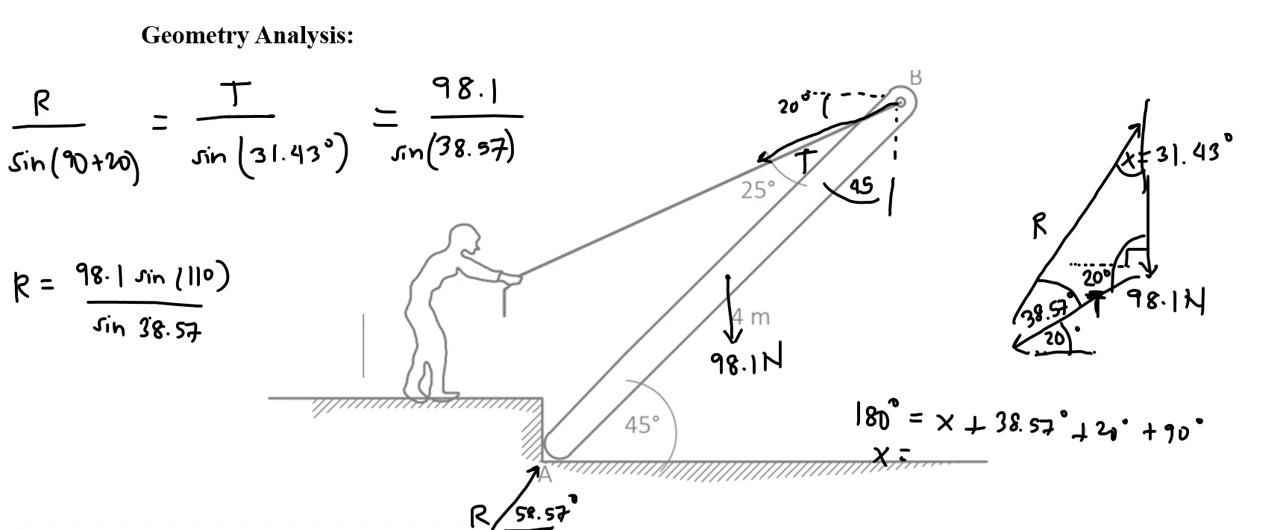 Geometry Analysis:
R / sin(90+20) = T / sin(31.43°) = 98.1 / sin(38.57)
R = 98.1 sin(110) / sin 38.57
B
20°
T
25°
45
4 m
98.1N
45°
A
R
58.57°
x=31.43°
R
20°
T
98.1N
38.57°
20°
180° = x + 38.57° + 20° + 90°
x =